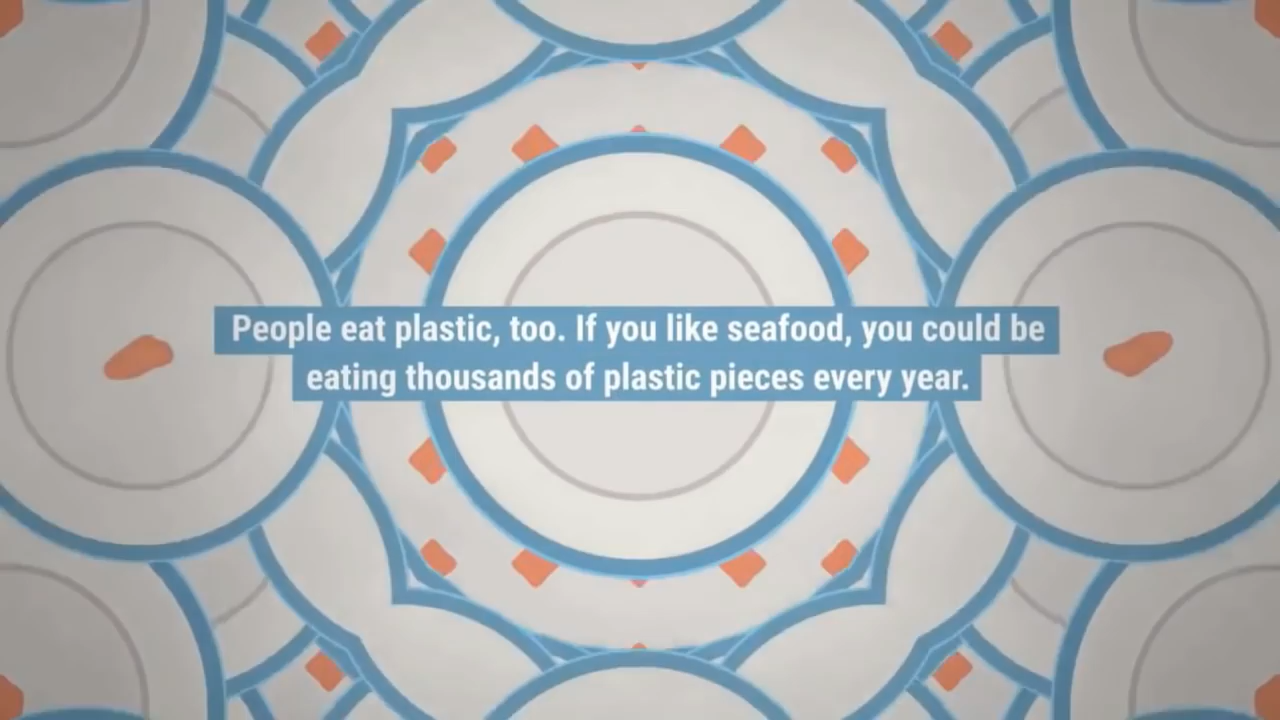 People eat plastic, too. If you like seafood, you could be
eating thousands of plastic pieces every year.